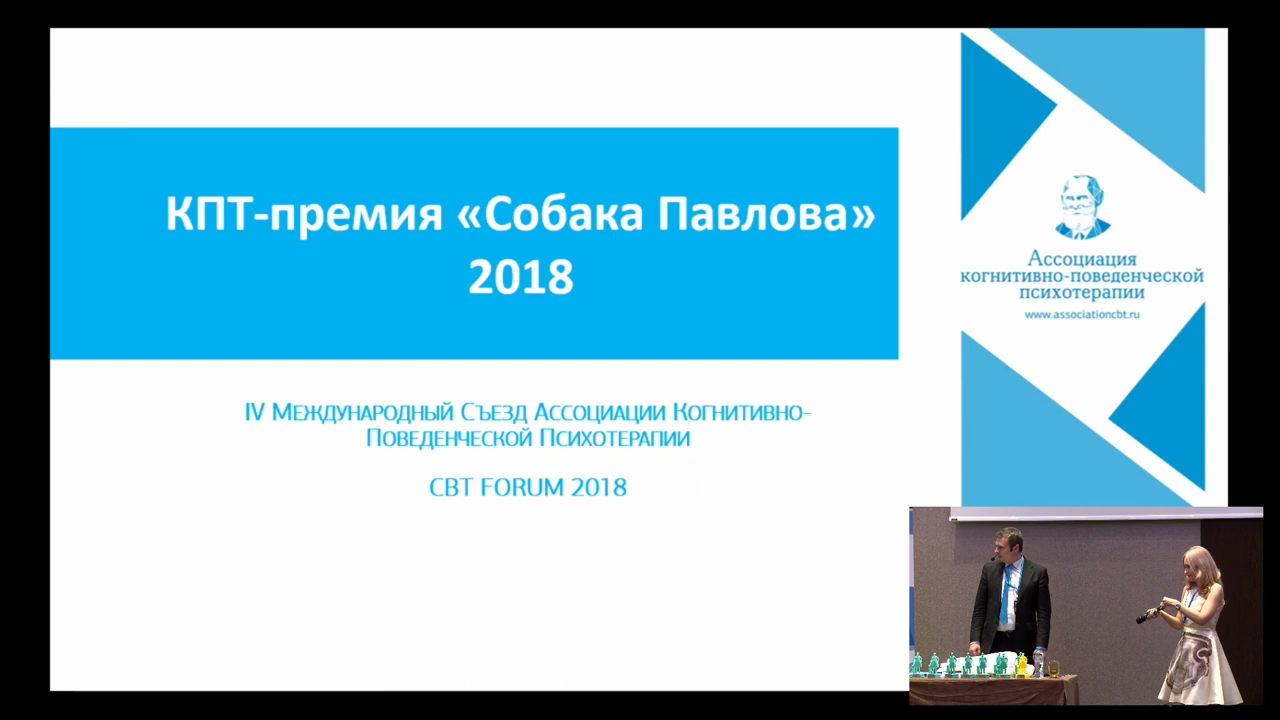 КПТ-премия «Собака Павлова»
2018
IV Международный Съезд Ассоциации Когнитивно-
Поведенческой Психотерапии
CBT FORUM 2018
Ассоциация
когнитивно-поведенческой
психотерапии
www.associationcbt.ru